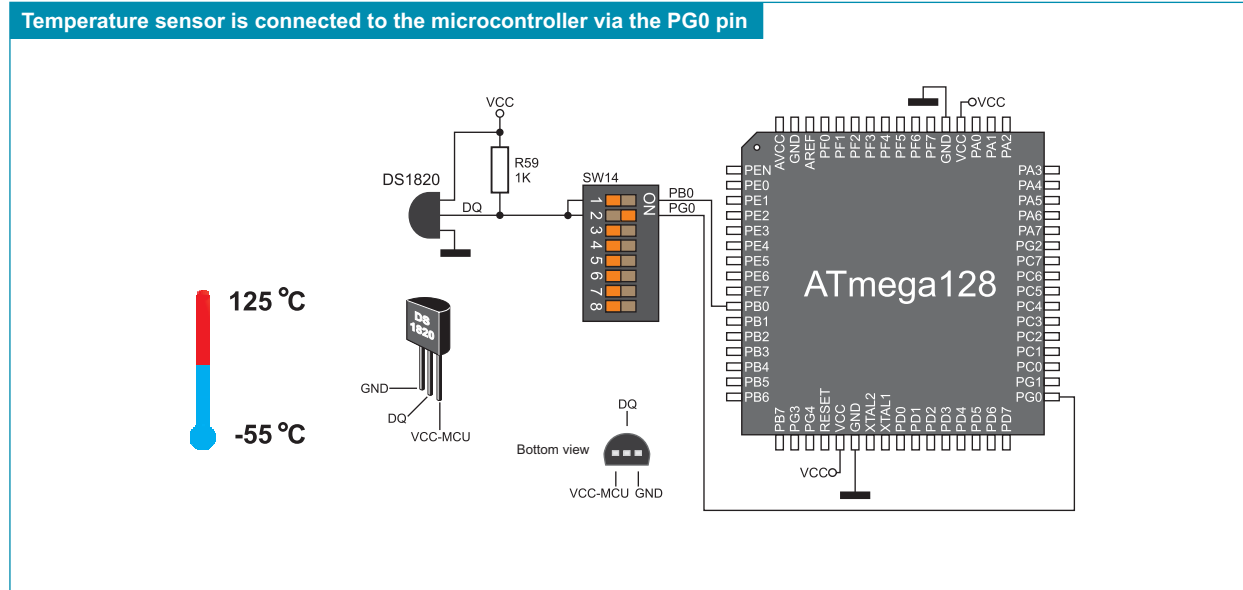 Temperature sensor is connected to the microcontroller via the PG0 pin
VCC
R59
1K
DS1820
DQ
SW14
ON
1
2
3
4
5
6
7
8
PB0
PG0
VCC
AVCC
GND
AREF
PF0
PF1
PF2
PF3
PF4
PF5
PF6
PF7
GND
VCC
PA0
PA1
PA2
PEN
PE0
PE1
PE2
PE3
PE4
PE5
PE6
PE7
PB0
PB1
PB2
PB3
PB4
PB5
PB6
ATmega128
PA3
PA4
PA5
PA6
PA7
PG2
PC7
PC6
PC5
PC4
PC3
PC2
PC1
PC0
PG1
PG0
PB7
PG3
PG4
RESET
VCC
GND
XTAL2
XTAL1
PD0
PD1
PD2
PD3
PD4
PD5
PD6
PD7
VCC
125 °C
-55 °C
DS
1820
GND
DQ
VCC-MCU
DQ
Bottom view
VCC-MCU GND